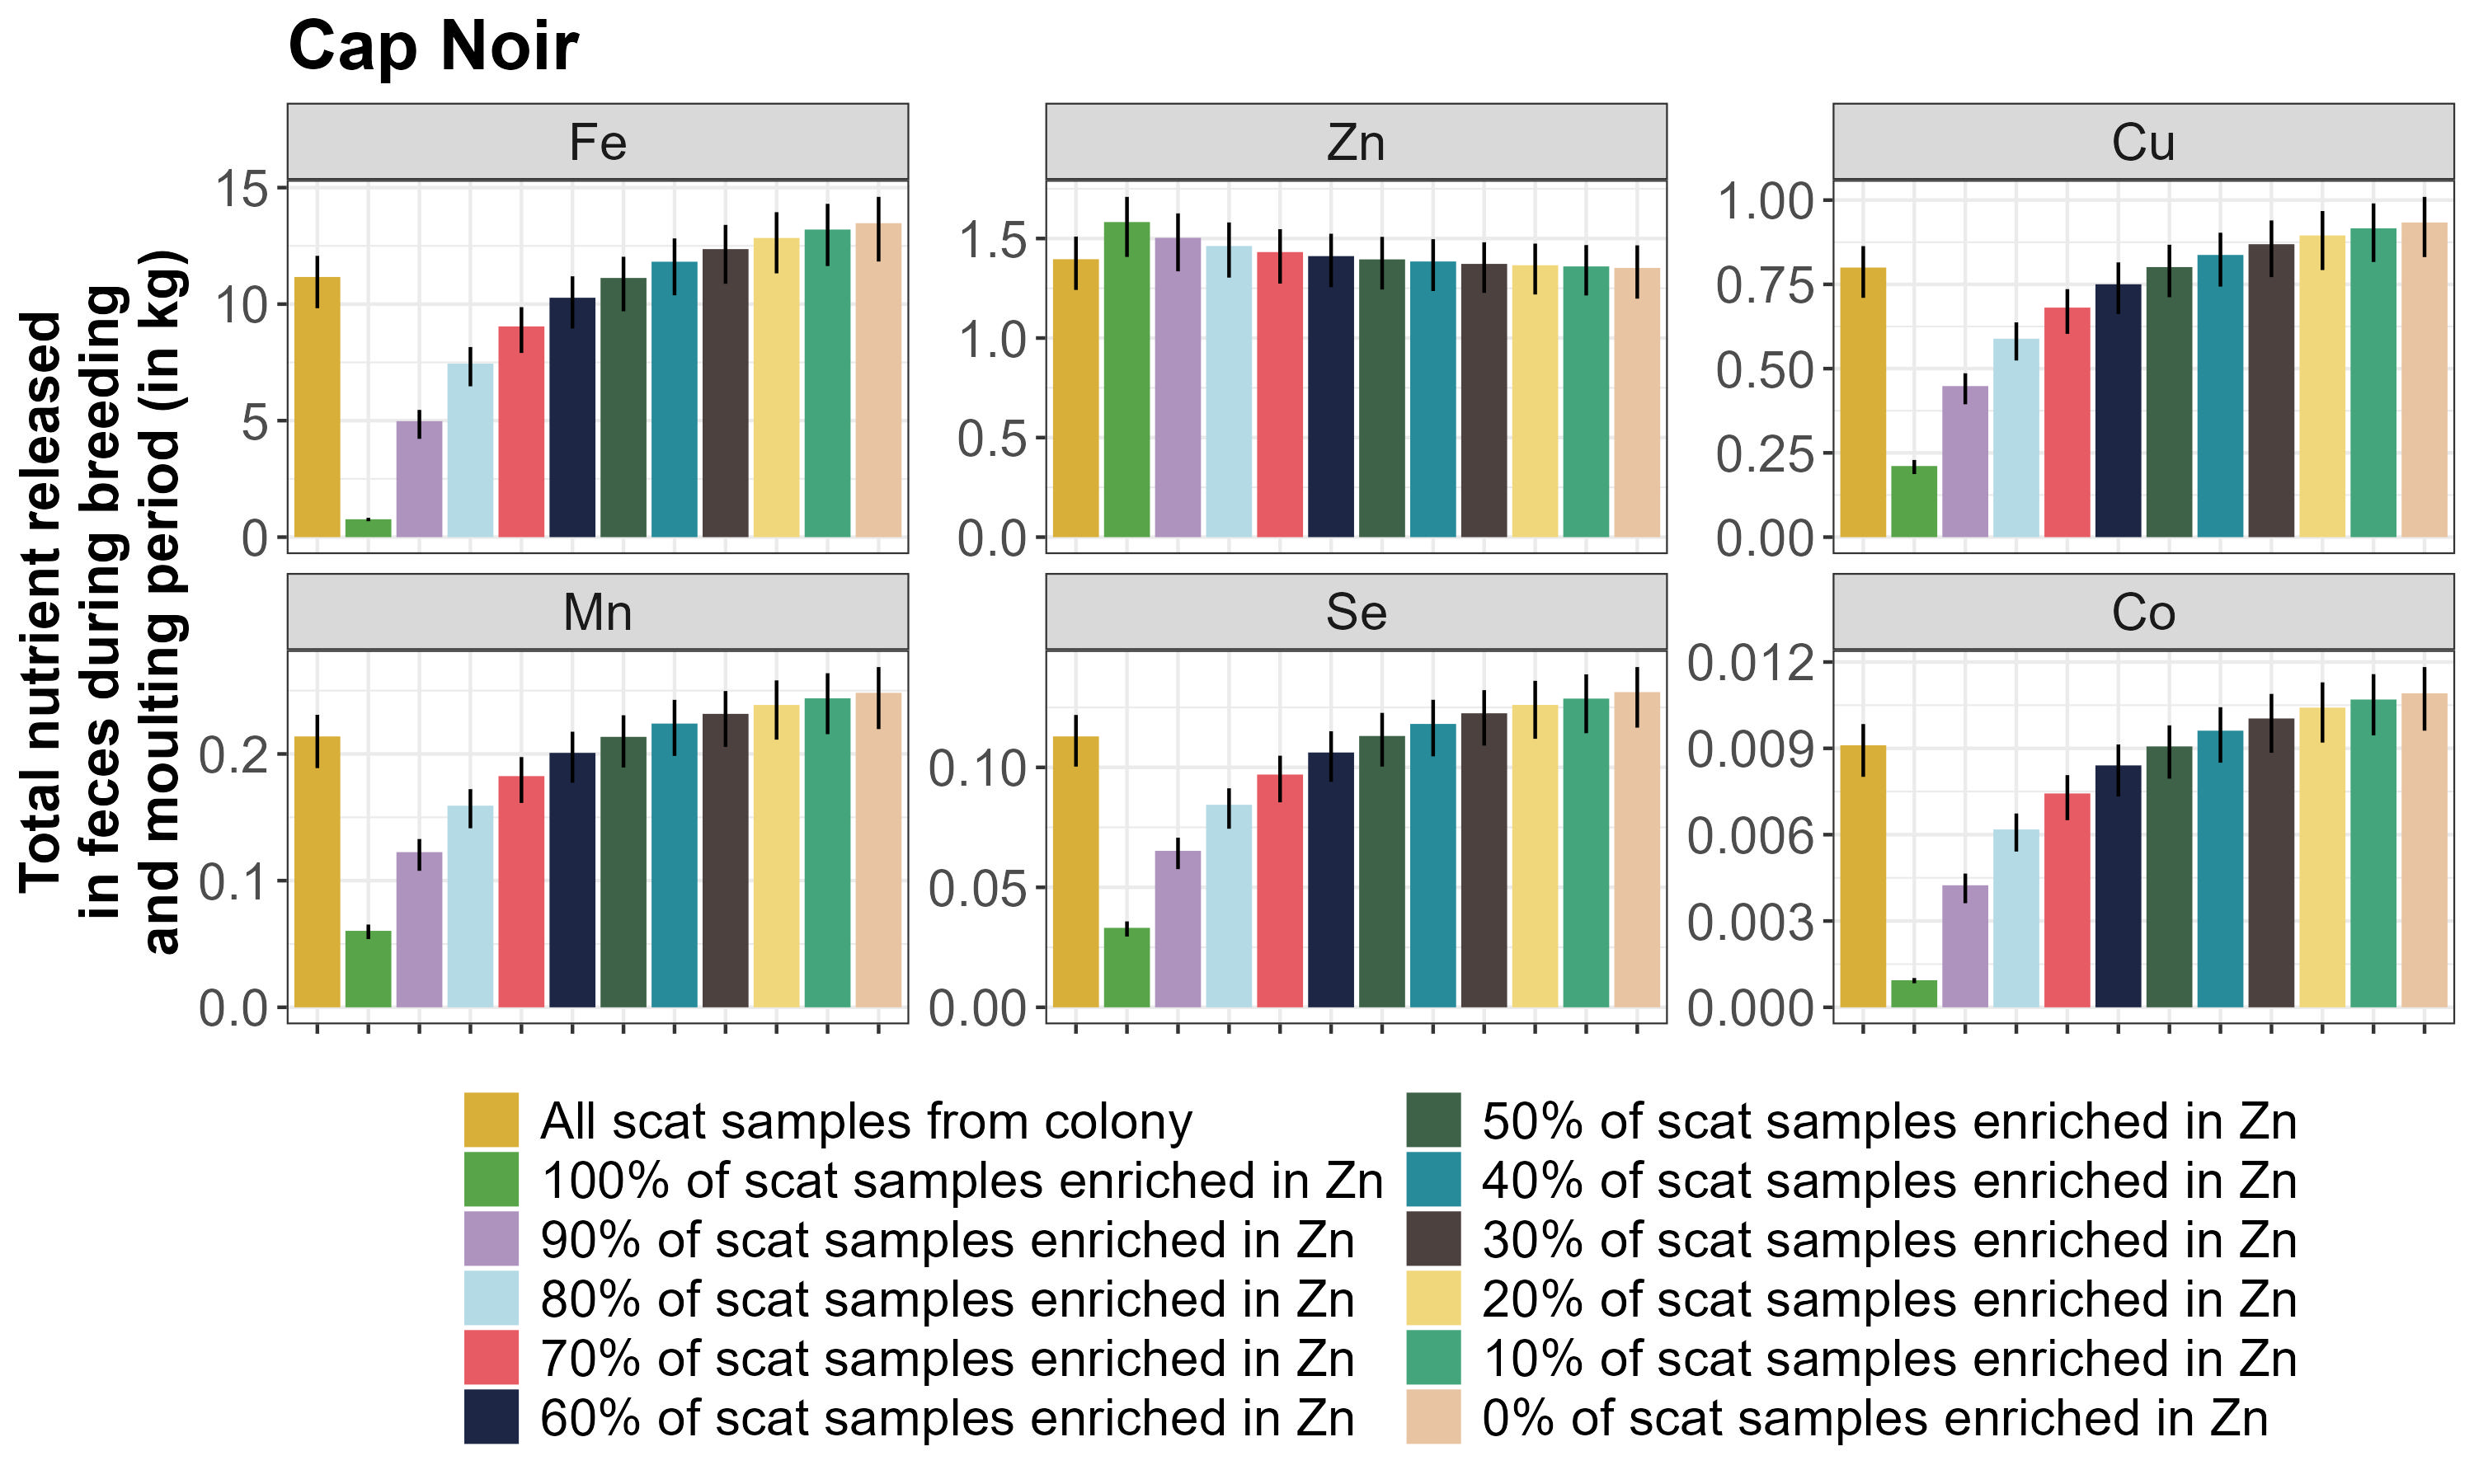 Cap Noir
Total nutrient released
in feces during breeding
and moulting period (in kg)
Fe
15
10
5
0
Zn
1.5
1.0
0.5
0.0
Cu
1.00
0.75
0.50
0.25
0.00
Mn
0.2
0.1
0.0
Se
0.10
0.05
0.00
Co
0.012
0.009
0.006
0.003
0.000
All scat samples from colony
100% of scat samples enriched in Zn
90% of scat samples enriched in Zn
80% of scat samples enriched in Zn
70% of scat samples enriched in Zn
60% of scat samples enriched in Zn
50% of scat samples enriched in Zn
40% of scat samples enriched in Zn
30% of scat samples enriched in Zn
20% of scat samples enriched in Zn
10% of scat samples enriched in Zn
0% of scat samples enriched in Zn